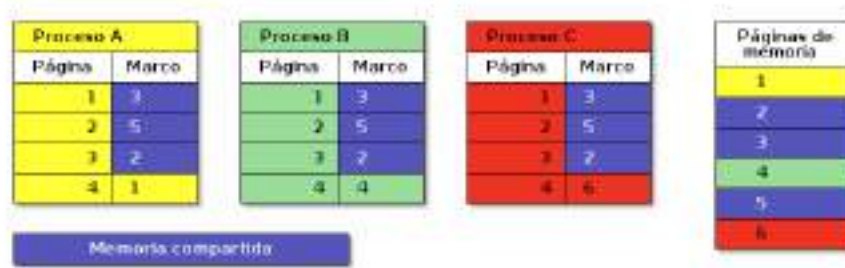 Proceso A
Página Marco
1 3
2 5
3 2
4 1
Proceso B
Página Marco
1 3
2 5
3 2
4 4
Proceso C
Página Marco
1 3
2 5
3 2
4 6
Páginas de
memoria
1
2
3
4
5
6
Memoria compartida